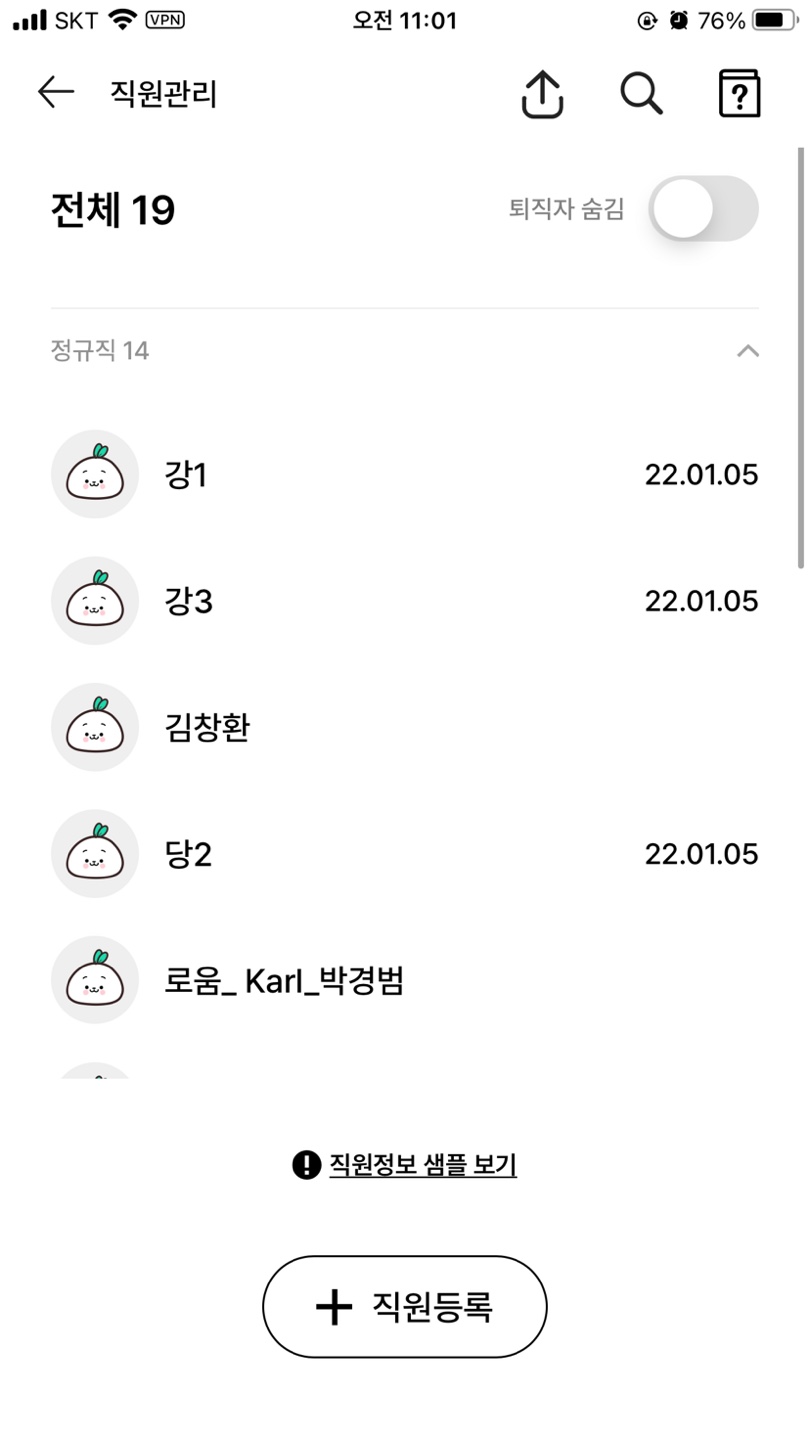 SKT VPN 오전 11:01 76%
직원관리 ?
전체 19 퇴직자 숨김
정규직 14
강1 22.01.05
강3 22.01.05
김창환
당2 22.01.05
로움_ Karl_박경범
! 직원정보 샘플 보기
+ 직원등록